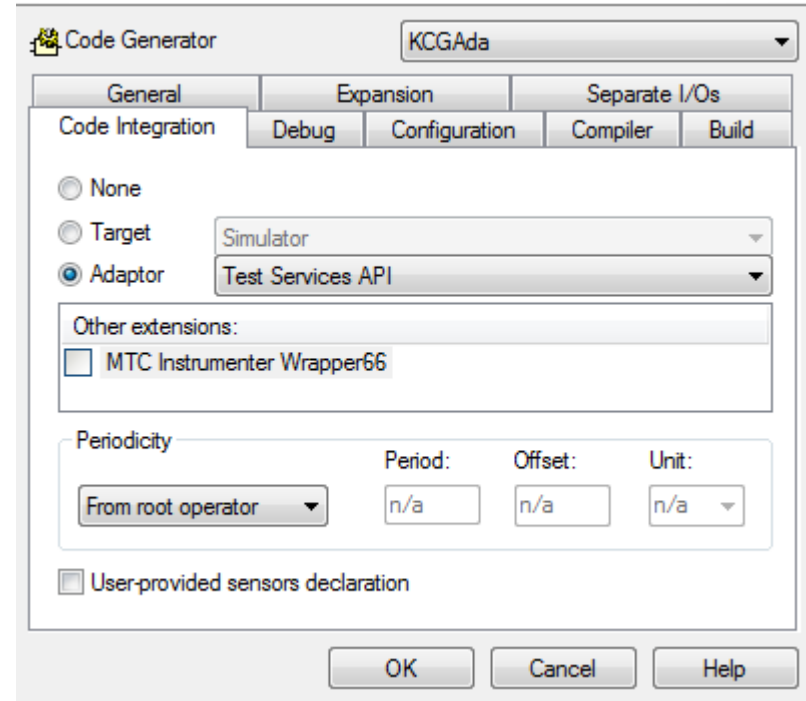 Code Generator KCGAda
General Expansion Separate I/Os
Code Integration Debug Configuration Compiler Build
None
Target Simulator
Adaptor Test Services API
Other extensions:
MTC Instrumenter Wrapper66
Periodicity
Period: Offset: Unit:
From root operator n/a n/a n/a
User-provided sensors declaration
OK Cancel Help